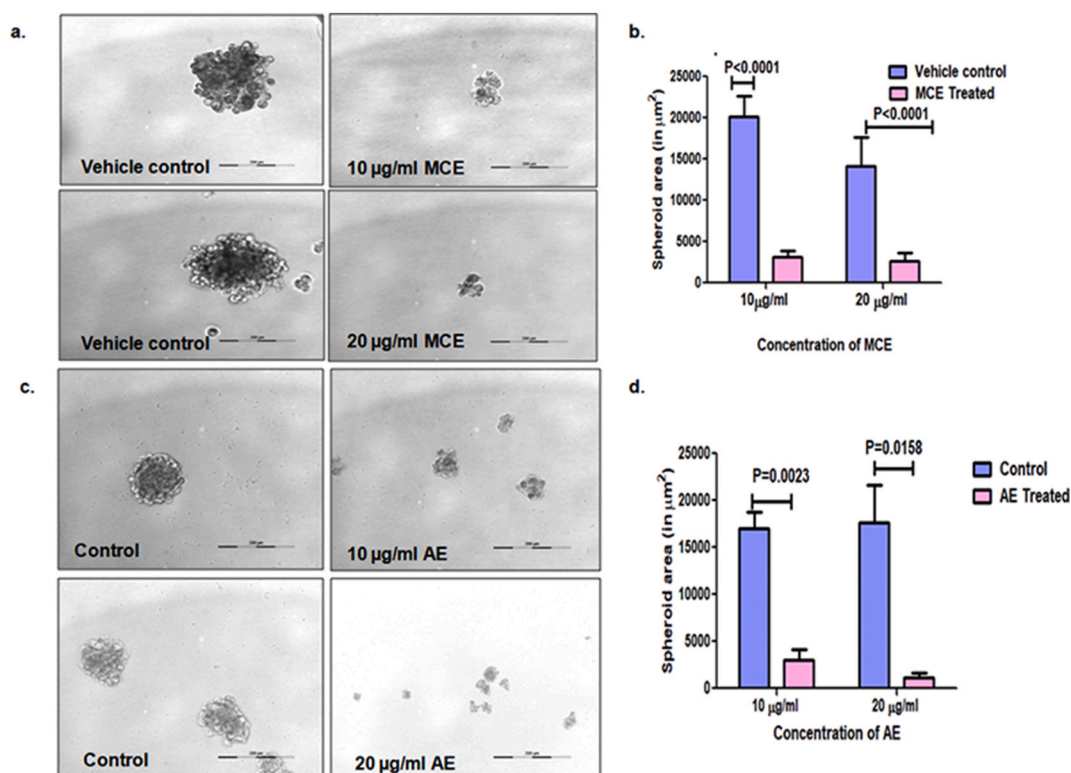 a.
Vehicle control
10 µg/ml MCE
Vehicle control
20 µg/ml MCE
b.
P<0.0001
Vehicle control
MCE Treated
P<0.0001
Spheroid area (in µm²)
25000
20000
15000
10000
5000
0
10µg/ml
20 µg/ml
Concentration of MCE
c.
Control
10 µg/ml AE
Control
20 µg/ml AE
d.
P=0.0023
P=0.0158
Control
AE Treated
Spheroid area (in µm²)
25000
20000
15000
10000
5000
0
10 µg/ml
20 µg/ml
Concentration of AE